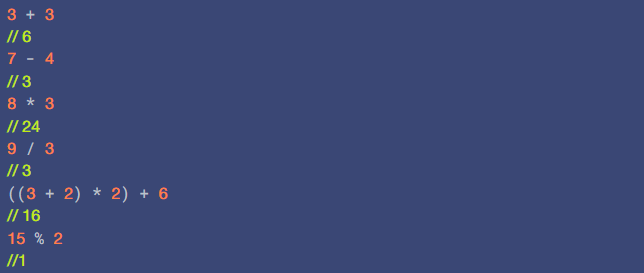 3 + 3
// 6
7 - 4
// 3
8 * 3
// 24
9 / 3
// 3
((3 + 2) * 2) + 6
// 16
15 % 2
//1